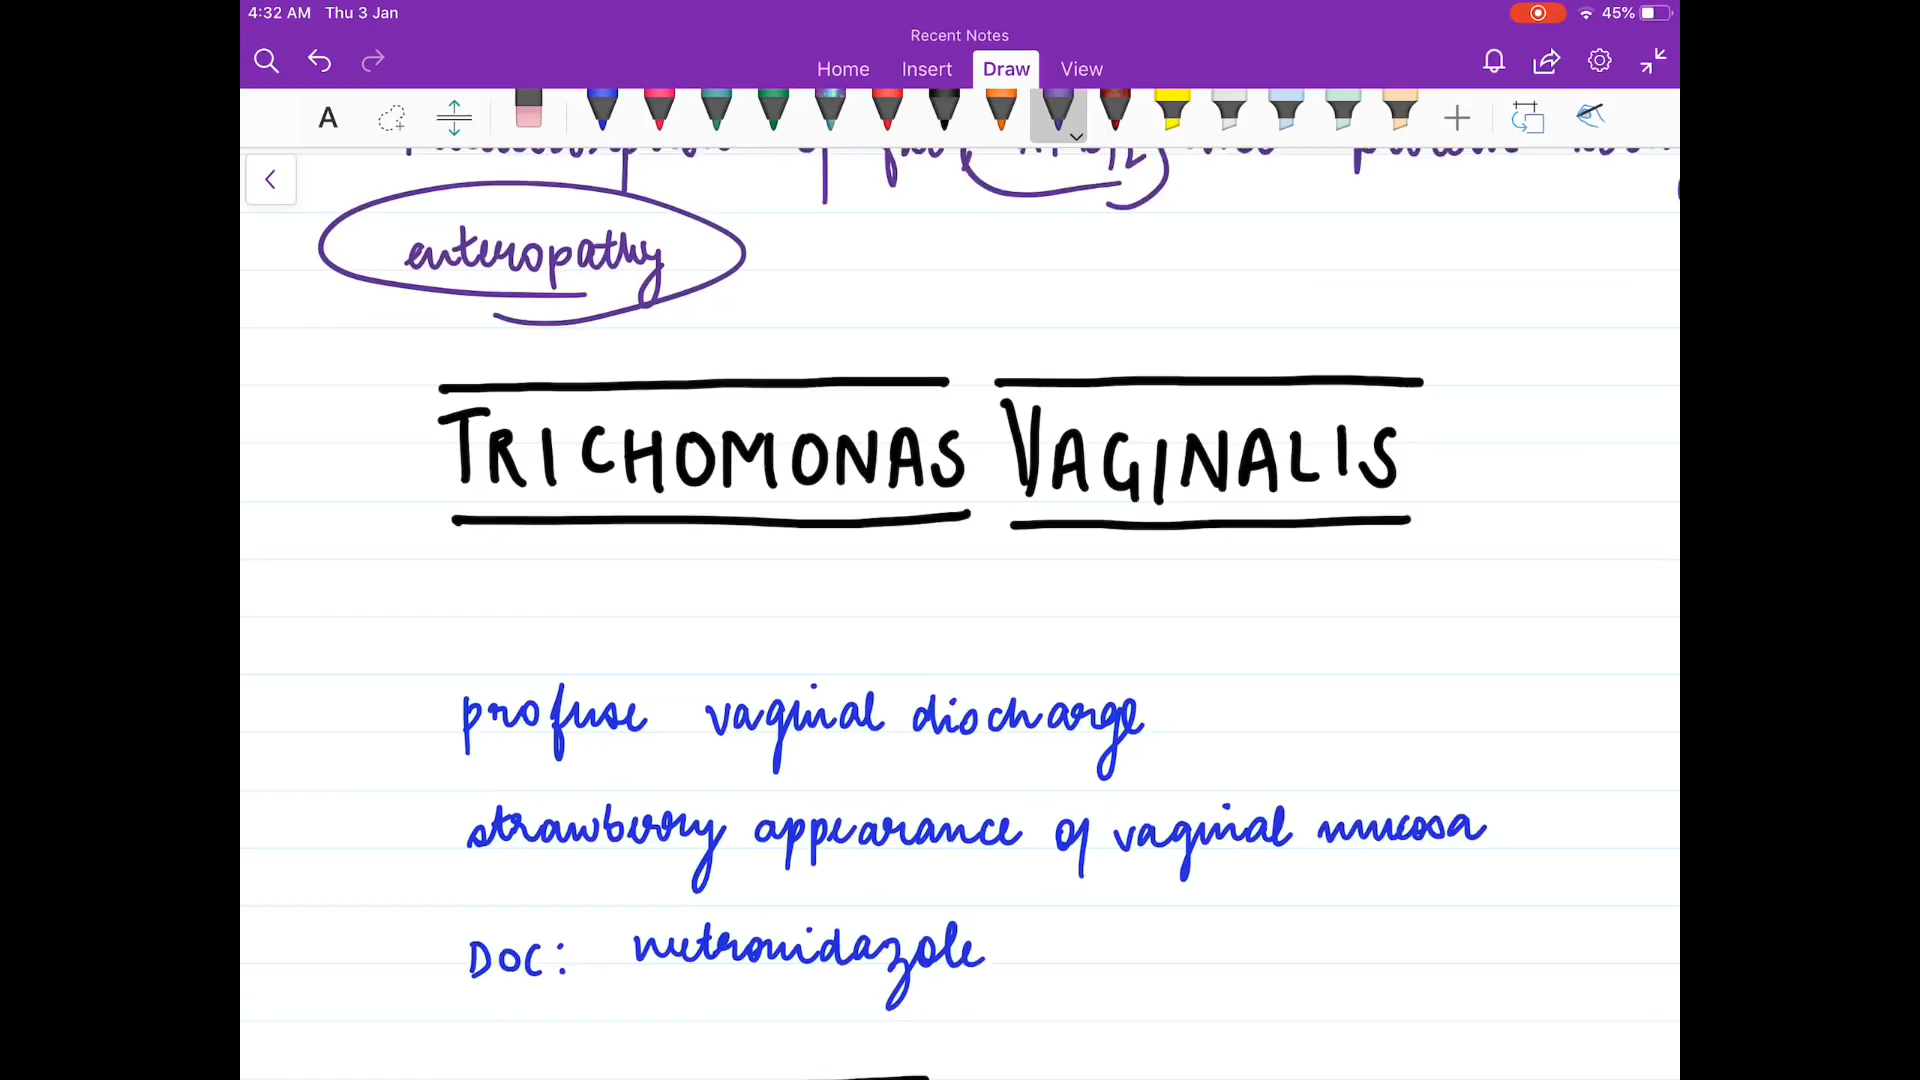 4:32 AM Thu 3 Jan
45%
Recent Notes
Home Insert Draw View
A
of
enteropathy
TRICHOMONAS VAGINALIS
profuse vaginal discharge
strawberry appearance of vaginal mucosa
DOC: metronidazole